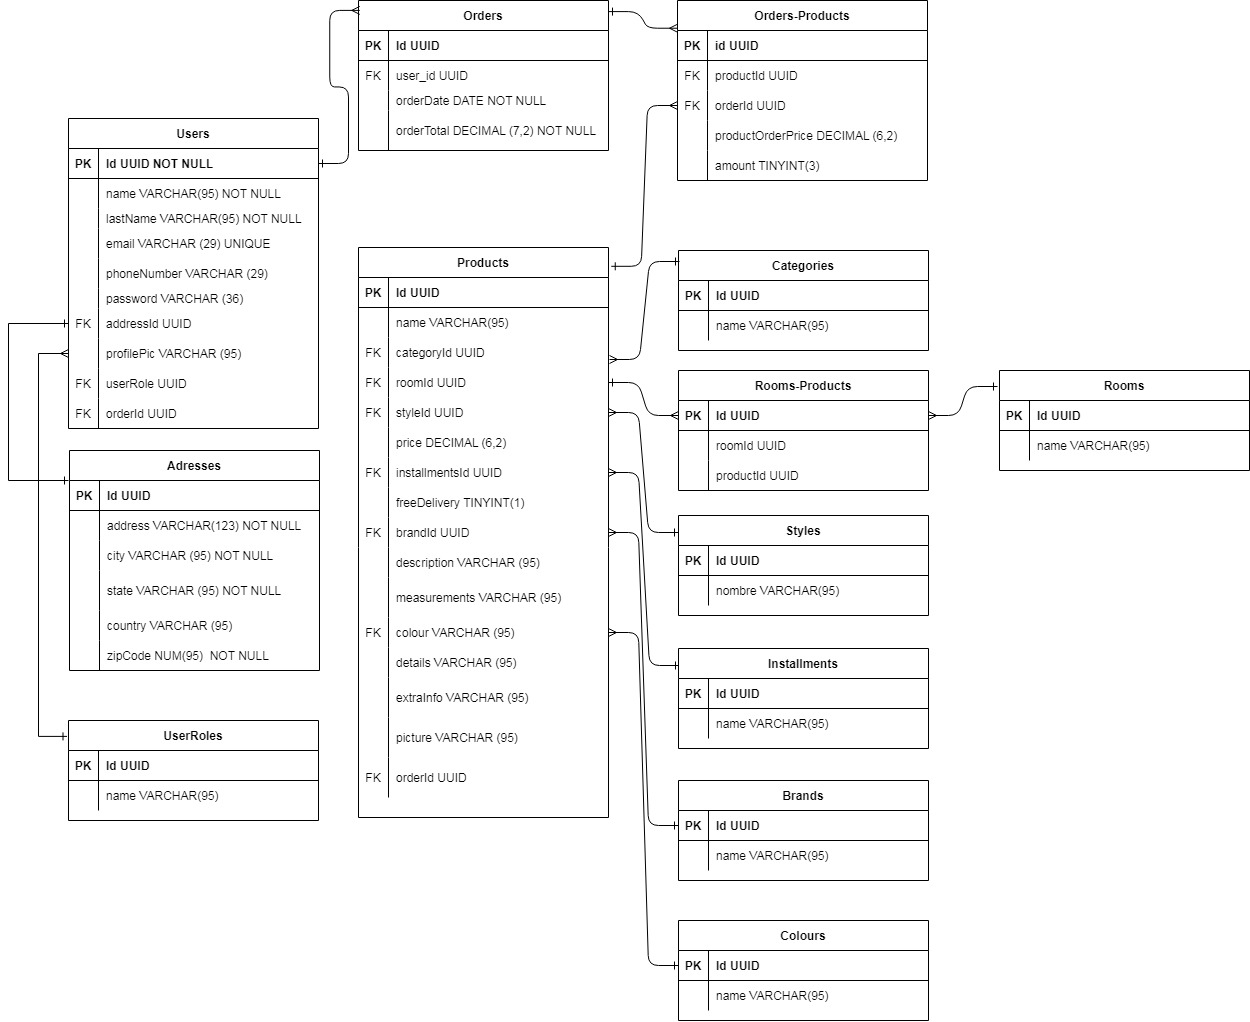 Orders
PK Id UUID
FK user_id UUID
orderDate DATE NOT NULL
orderTotal DECIMAL (7,2) NOT NULL
Orders-Products
PK id UUID
FK productId UUID
FK orderId UUID
productOrderPrice DECIMAL (6,2)
amount TINYINT(3)
Users
PK Id UUID NOT NULL
name VARCHAR(95) NOT NULL
lastName VARCHAR(95) NOT NULL
email VARCHAR (29) UNIQUE
phoneNumber VARCHAR (29)
password VARCHAR (36)
FK addressId UUID
profilePic VARCHAR (95)
FK userRole UUID
FK orderId UUID
Products
PK Id UUID
name VARCHAR(95)
FK categoryId UUID
FK roomId UUID
FK styleId UUID
price DECIMAL (6,2)
FK installmentsId UUID
freeDelivery TINYINT(1)
FK brandId UUID
description VARCHAR (95)
measurements VARCHAR (95)
FK colour VARCHAR (95)
details VARCHAR (95)
extraInfo VARCHAR (95)
picture VARCHAR (95)
FK orderId UUID
Categories
PK Id UUID
name VARCHAR(95)
Rooms-Products
PK Id UUID
roomId UUID
productId UUID
Rooms
PK Id UUID
name VARCHAR(95)
Adresses
PK Id UUID
address VARCHAR(123) NOT NULL
city VARCHAR (95) NOT NULL
state VARCHAR (95) NOT NULL
country VARCHAR (95)
zipCode NUM(95) NOT NULL
Styles
PK Id UUID
nombre VARCHAR(95)
Installments
PK Id UUID
name VARCHAR(95)
UserRoles
PK Id UUID
name VARCHAR(95)
Brands
PK Id UUID
name VARCHAR(95)
Colours
PK Id UUID
name VARCHAR(95)